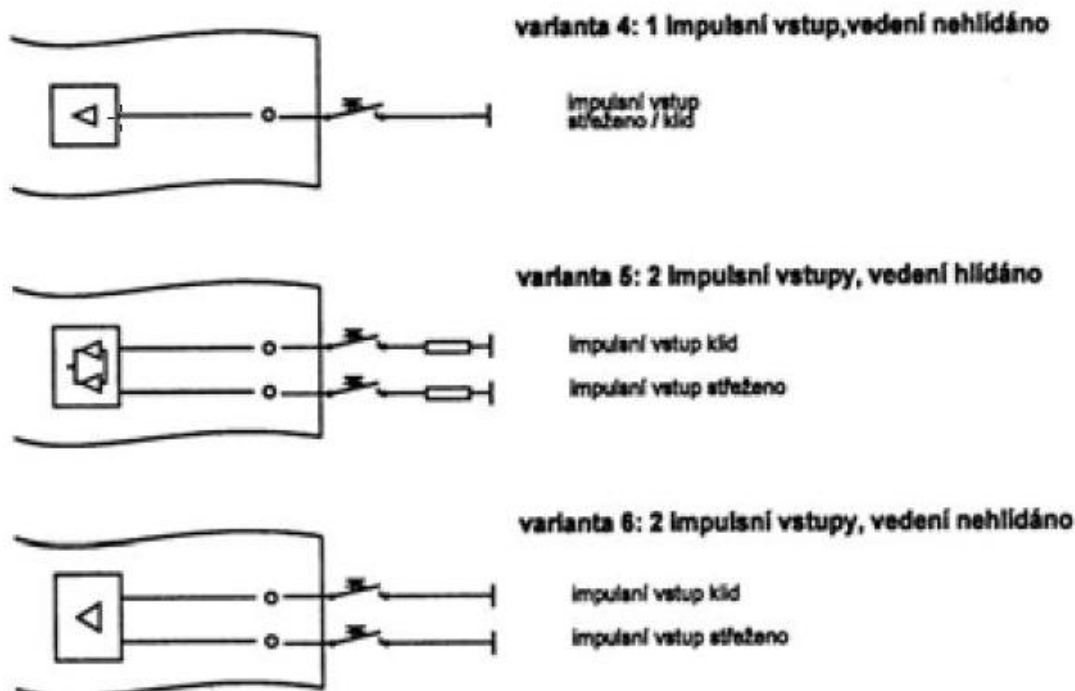 varianta 4: 1 impulsní vstup,vedení nehlídáno
impulsní vstup
střeženo / klid
varianta 5: 2 impulsní vstupy, vedení hlídáno
impulsní vstup klid
impulsní vstup střeženo
varianta 6: 2 impulsní vstupy, vedení nehlídáno
impulsní vstup klid
impulsní vstup střeženo